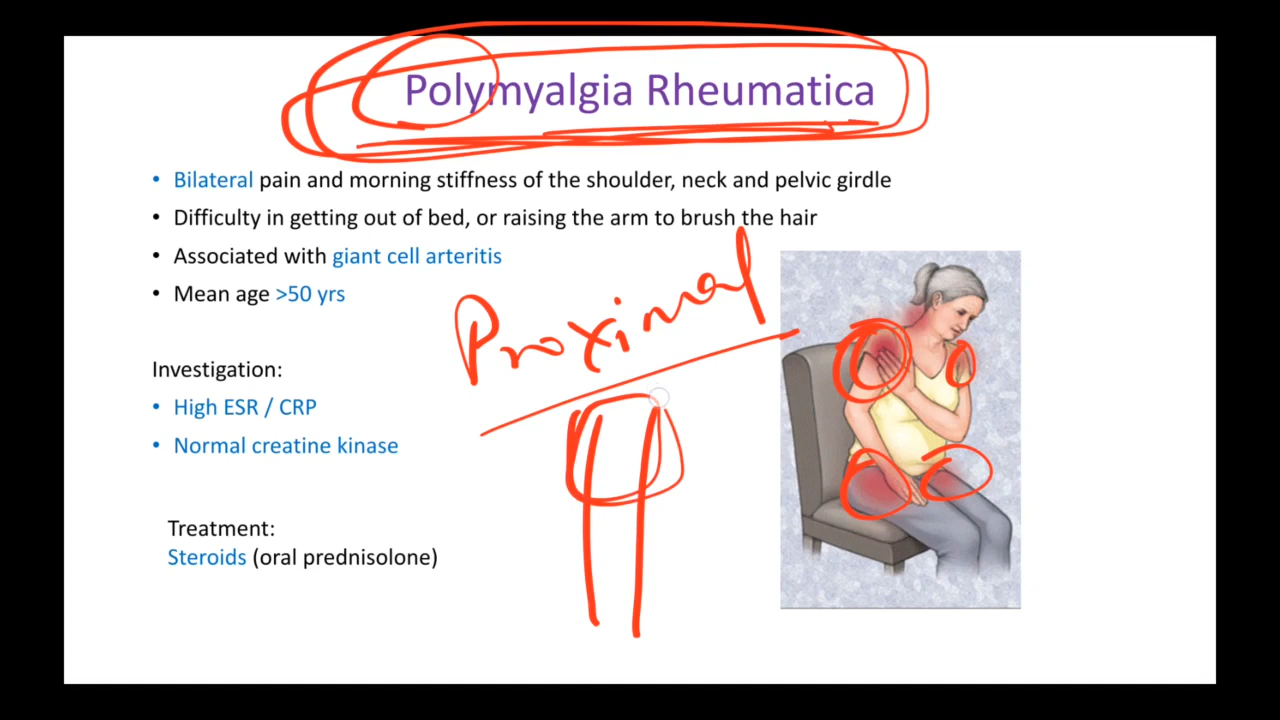 Polymyalgia Rheumatica
• Bilateral pain and morning stiffness of the shoulder, neck and pelvic girdle
• Difficulty in getting out of bed, or raising the arm to brush the hair
• Associated with giant cell arteritis
• Mean age >50 yrs
Proximal
Investigation:
• High ESR / CRP
• Normal creatine kinase
Treatment:
Steroids (oral prednisolone)